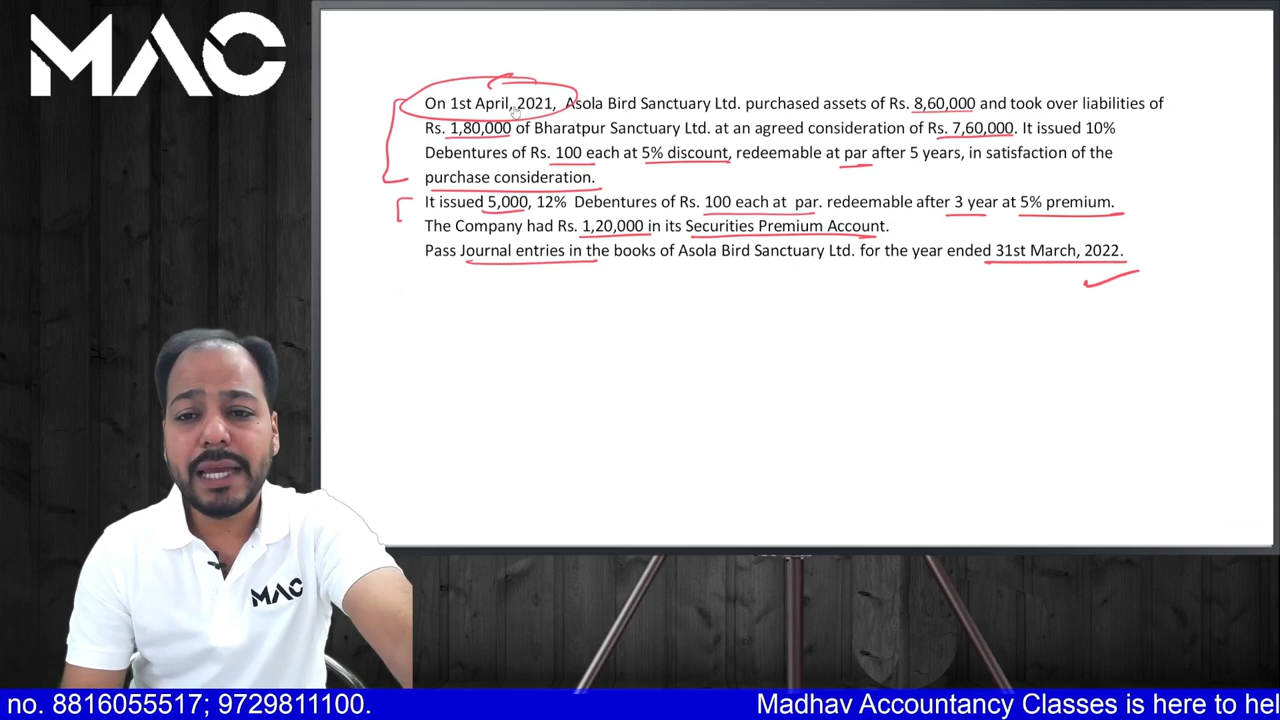 MAC
On 1st April, 2021, Asola Bird Sanctuary Ltd. purchased assets of Rs. 8,60,000 and took over liabilities of
Rs. 1,80,000 of Bharatpur Sanctuary Ltd. at an agreed consideration of Rs. 7,60,000. It issued 10%
Debentures of Rs. 100 each at 5% discount, redeemable at par after 5 years, in satisfaction of the
purchase consideration.
It issued 5,000, 12% Debentures of Rs. 100 each at par. redeemable after 3 year at 5% premium.
The Company had Rs. 1,20,000 in its Securities Premium Account.
Pass Journal entries in the books of Asola Bird Sanctuary Ltd. for the year ended 31st March, 2022.
MAC
no. 8816055517; 9729811100. Madhav Accountancy Classes is here to hel